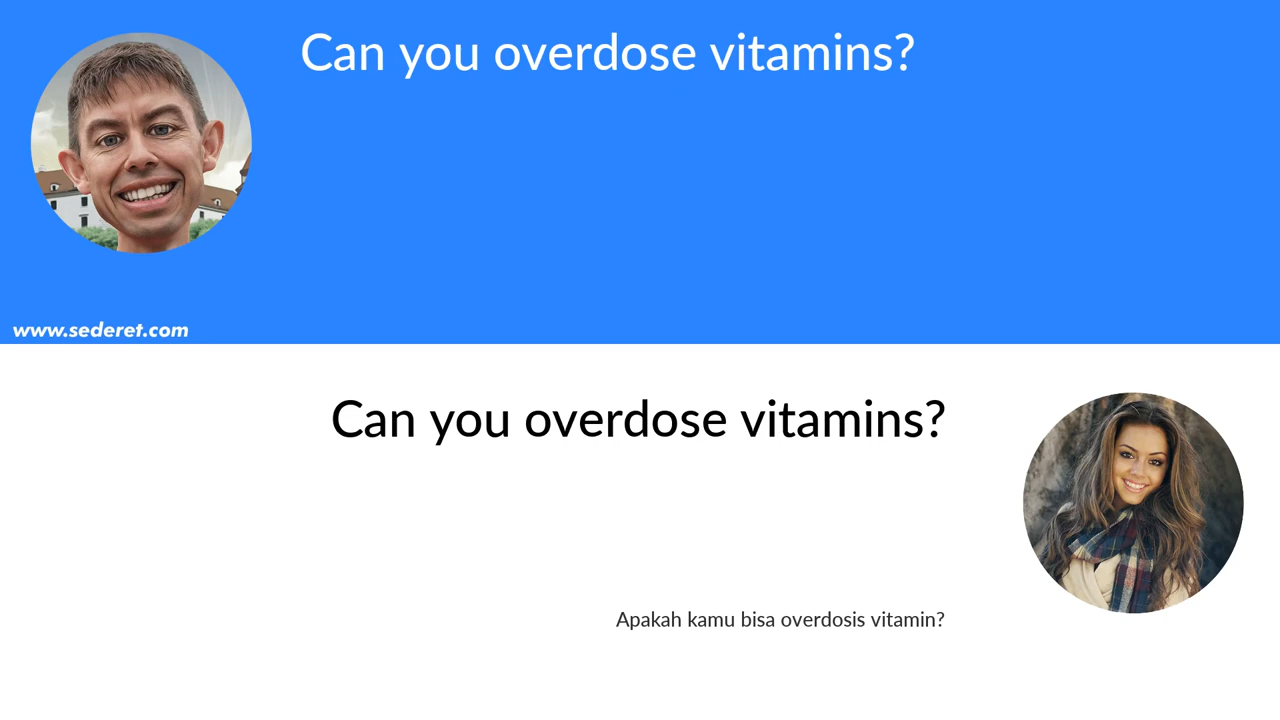 Can you overdose vitamins?
www.sederet.com
Can you overdose vitamins?
Apakah kamu bisa overdosis vitamin?